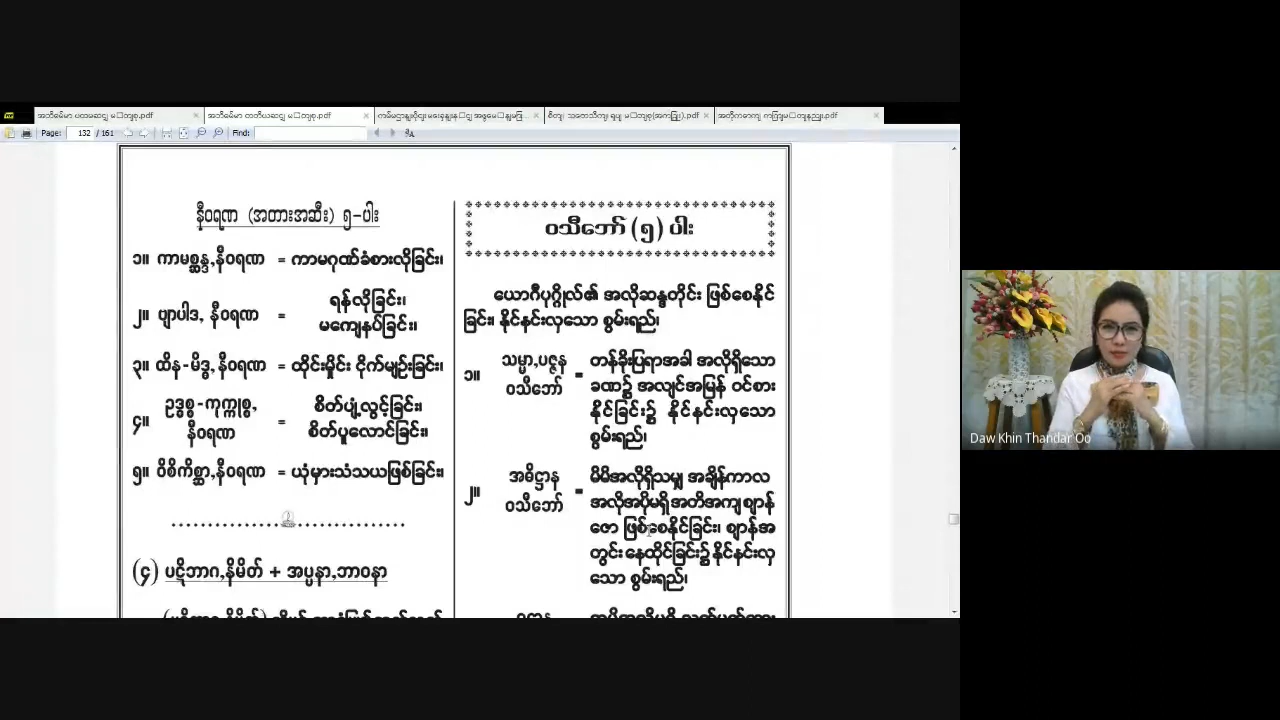 Page: 132 / 161 Find:
နီဝရဏ (အတားအဆီး) ၅-ပါး
၁။ ကာမစ္ဆန္ဒ,နီဝရဏ = ကာမဂုဏ်ခံစားလိုခြင်း၊
၂။ ဗျာပါဒ, နီဝရဏ = ရန်လိုခြင်း၊
မကျေနပ်ခြင်း၊
၃။ ထိန-မိဒ္ဓ, နီဝရဏ = ထိုင်းမှိုင်း ငိုက်မျဉ်းခြင်း၊
၄။ ဥဒ္ဓစ္စ-ကုက္ကုစ္စ, နီဝရဏ = စိတ်ပျံ့လွင့်ခြင်း၊
စိတ်ပူလောင်ခြင်း၊
၅။ ဝိစိကိစ္ဆာ,နီဝရဏ = ယုံမှားသံသယဖြစ်ခြင်း၊
(၄) ပဋိဘာဂ,နိမိတ် + အပ္ပနာ,ဘာဝနာ
ဝသီဘော် (၅) ပါး
ယောဂီပုဂ္ဂိုလ်၏ အလိုဆန္ဒတိုင်း ဖြစ်စေနိုင်
ခြင်း၊ နိုင်နင်းလှသော စွမ်းရည်၊
၁။ သမ္မာ,ပဇ္ဇန ဝသီဘော် = တန်ခိုးပြရာအခါ အလိုရှိသော
ခဏ၌ အလျင်အမြန် ဝင်စား
နိုင်ခြင်း၌ နိုင်နင်းလှသော
စွမ်းရည်၊
၂။ အဓိဋ္ဌာန ဝသီဘော် = မိမိအလိုရှိသမျှ အချိန်ကာလ
အလိုအပိုမရှိ အတိအကျ ဈာန်
ဇော ဖြစ်စေနိုင်ခြင်း၊ ဈာန်အ
တွင်း နေထိုင်ခြင်း၌ နိုင်နင်းလှ
သော စွမ်းရည်၊
Daw Khin Thandar Oo